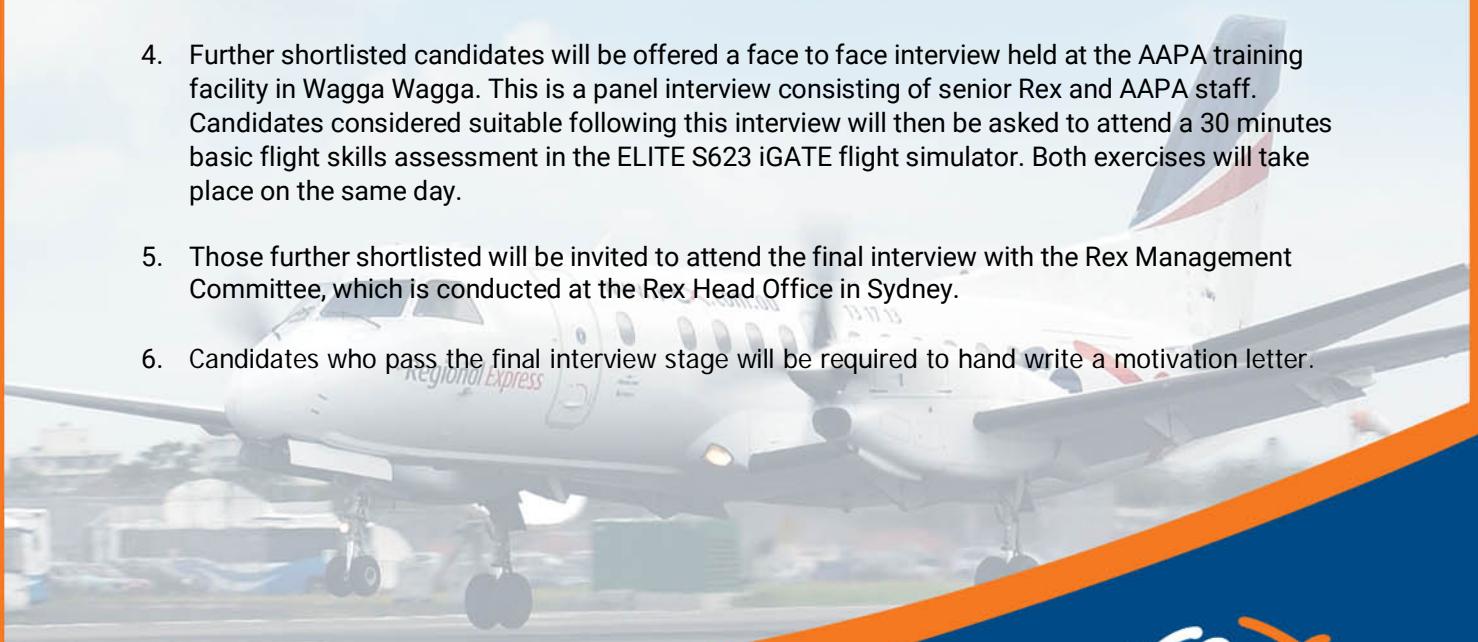 4. Further shortlisted candidates will be offered a face to face interview held at the AAPA training
facility in Wagga Wagga. This is a panel interview consisting of senior Rex and AAPA staff.
Candidates considered suitable following this interview will then be asked to attend a 30 minutes
basic flight skills assessment in the ELITE S623 iGATE flight simulator. Both exercises will take
place on the same day.
5. Those further shortlisted will be invited to attend the final interview with the Rex Management
Committee, which is conducted at the Rex Head Office in Sydney.
13 17 13
6. Candidates who pass the final interview stage will be required to hand write a motivation letter.
Regional Express